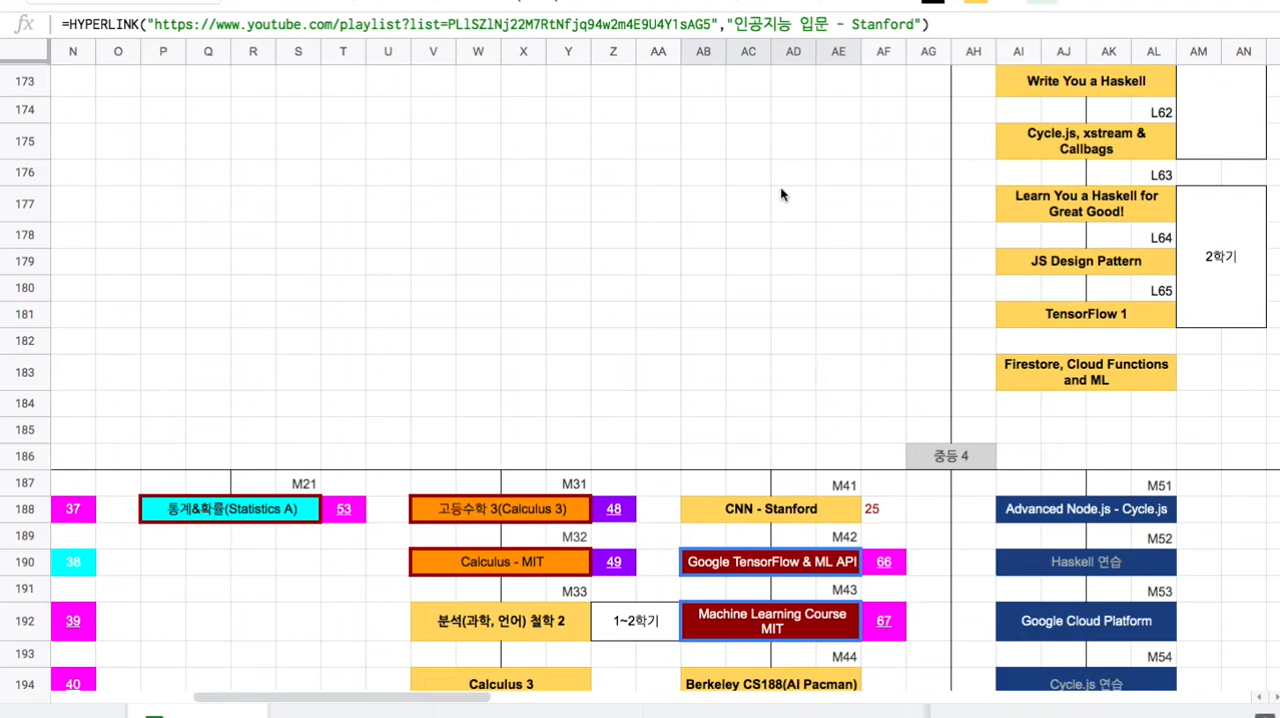 =HYPERLINK("https://www.youtube.com/playlist?list=PLlSZlNj22M7RtNfjq94w2m4E9U4Y1sAG5","인공지능 입문 - Stanford")
N O P Q R S T U V W X Y Z AA AB AC AD AE AF AG AH AI AJ AK AL AM AN
173 Write You a Haskell
174 L62
175 Cycle.js, xstream &
Callbags
176 L63
177 Learn You a Haskell for
Great Good!
178 L64
179 JS Design Pattern
2학기
180 L65
181 TensorFlow 1
182
183 Firestore, Cloud Functions
and ML
184
185
186 중등 4
187 M21 M31 M41 M51
188 37 통계&확률(Statistics A) 53 고등수학 3(Calculus 3) 48 CNN - Stanford 25 Advanced Node.js - Cycle.js
189 M32 M42 M52
190 38 Calculus - MIT 49 Google TensorFlow & ML API 66 Haskell 연습
M33 M43 M53
39 분석(과학, 언어) 철학 2 1~2학기 Machine Learning Course
MIT 67 Google Cloud Platform
193 M44 M54
194 40 Calculus 3 Berkeley CS188(AI Pacman) Cycle.js 연습